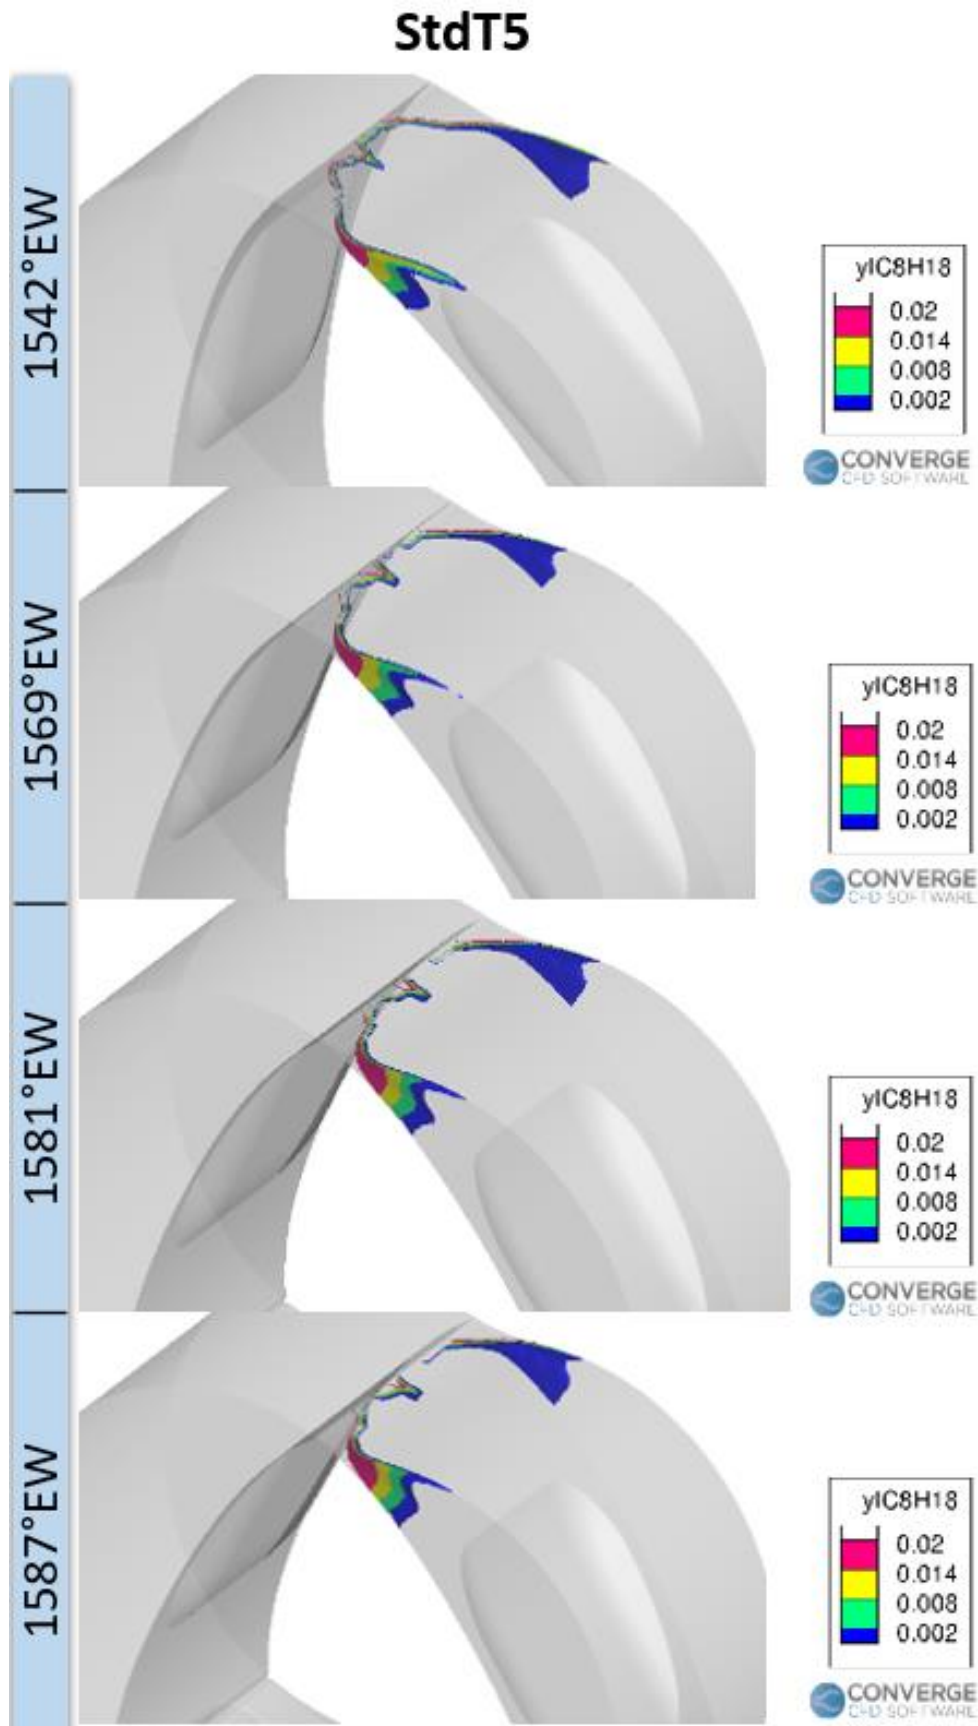 StdT5
1542°EW
yIC8H18
0.02
0.014
0.008
0.002
CONVERGE
CFD SOFTWARE
1569°EW
yIC8H18
0.02
0.014
0.008
0.002
CONVERGE
CFD SOFTWARE
1581°EW
yIC8H18
0.02
0.014
0.008
0.002
CONVERGE
CFD SOFTWARE
1587°EW
yIC8H18
0.02
0.014
0.008
0.002
CONVERGE
CFD SOFTWARE